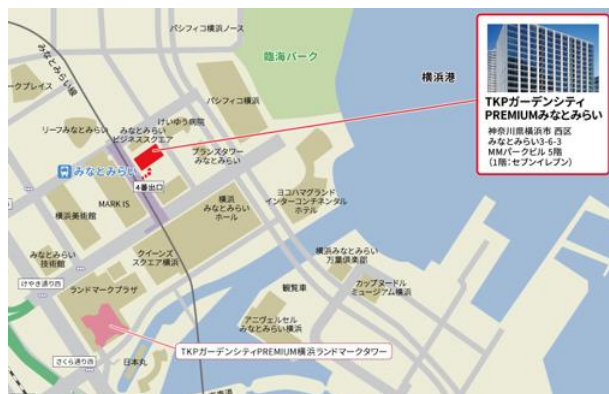 パシフィコ横浜ノース
臨海パーク
横浜港
みなとみらい線
ークプレイス
パシフィコ横浜
けいゆう病院
リーフみなとみらい
みなとみらい
ビジネススクエア
ブランズタワー
みなとみらい
みなとみらい
4番出口
MARK IS
横浜美術館
横浜
みなとみらい
ホール
ヨコハマグランド
インターコンチネンタル
ホテル
みなとみらい
技術館
クイーンズ
スクエア横浜
横浜みなとみらい
万葉倶楽部
けやき通り西
ランドマークプラザ
観覧車
カップヌードル
ミュージアム横浜
アニヴェルセル
みなとみらい横浜
さくら通り西
日本丸
TKPガーデンシティPREMIUM横浜ランドマークタワー
TKPガーデンシティ
PREMIUMみなとみらい
神奈川県横浜市 西区
みなとみらい3-6-3
MMパークビル 5階
(1階:セブンイレブン)